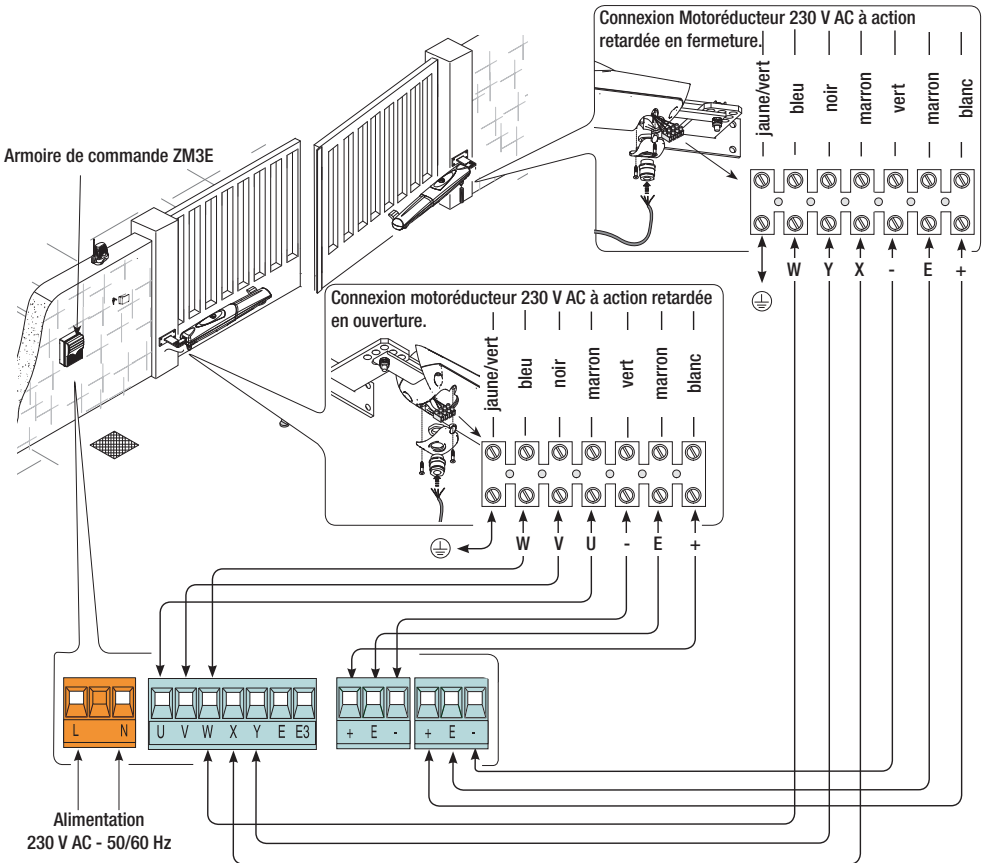 Connexion Motoréducteur 230 V AC à action
retardée en fermeture.
jaune/vert
bleu
noir
marron
vert
marron
blanc
W Y X - E +
Armoire de commande ZM3E
Connexion motoréducteur 230 V AC à action retardée
en ouverture.
jaune/vert
bleu
noir
marron
vert
marron
blanc
W V U - E +
L N
U V W X Y E E3
+ E -
+ E -
Alimentation
230 V AC - 50/60 Hz